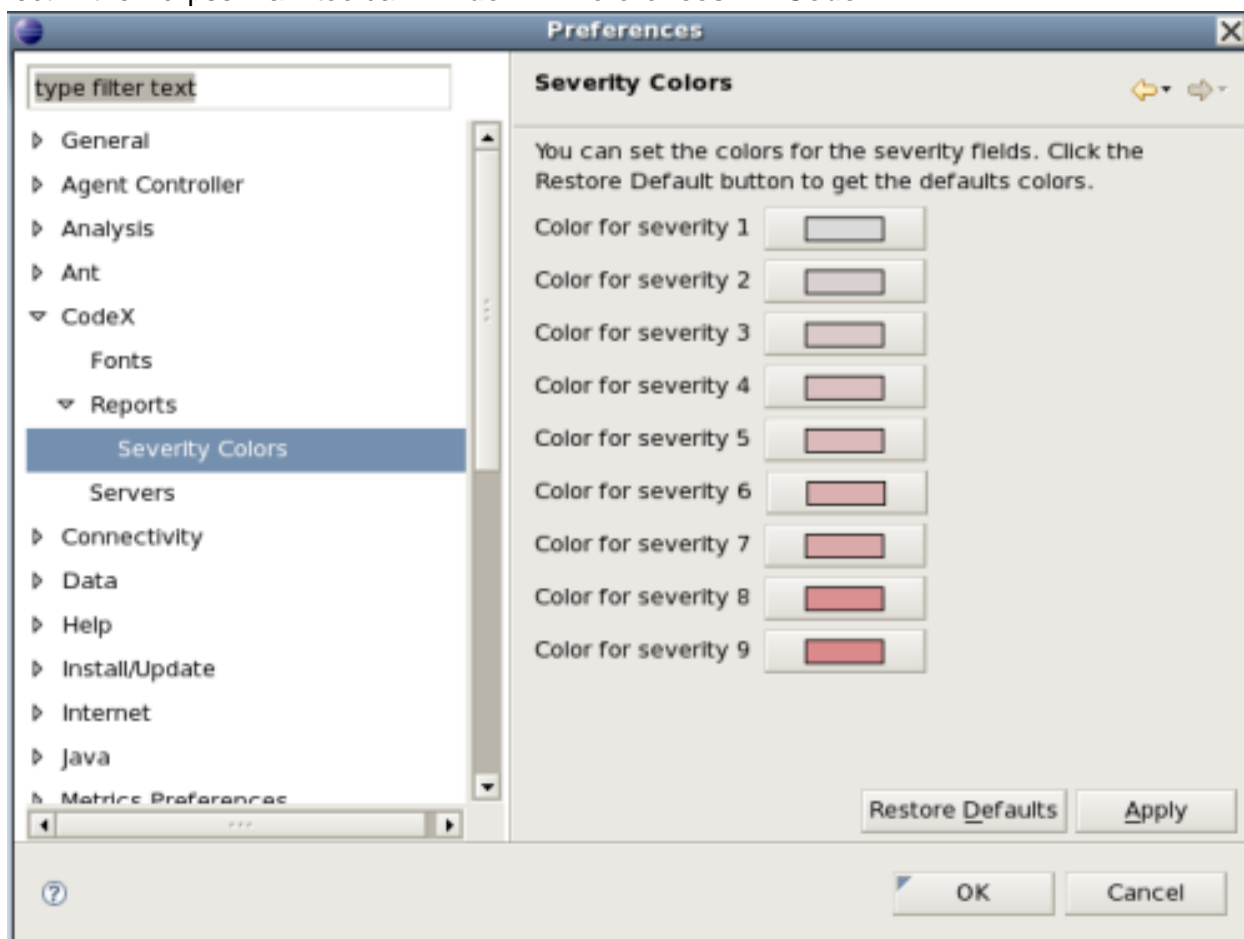 Preferences
type filter text
General
Agent Controller
Analysis
Ant
CodeX
Fonts
Reports
Severity Colors
Servers
Connectivity
Data
Help
Install/Update
Internet
Java
Metrics Preferences
Severity Colors
You can set the colors for the severity fields. Click the
Restore Default button to get the defaults colors.
Color for severity 1
Color for severity 2
Color for severity 3
Color for severity 4
Color for severity 5
Color for severity 6
Color for severity 7
Color for severity 8
Color for severity 9
Restore Defaults
Apply
OK
Cancel